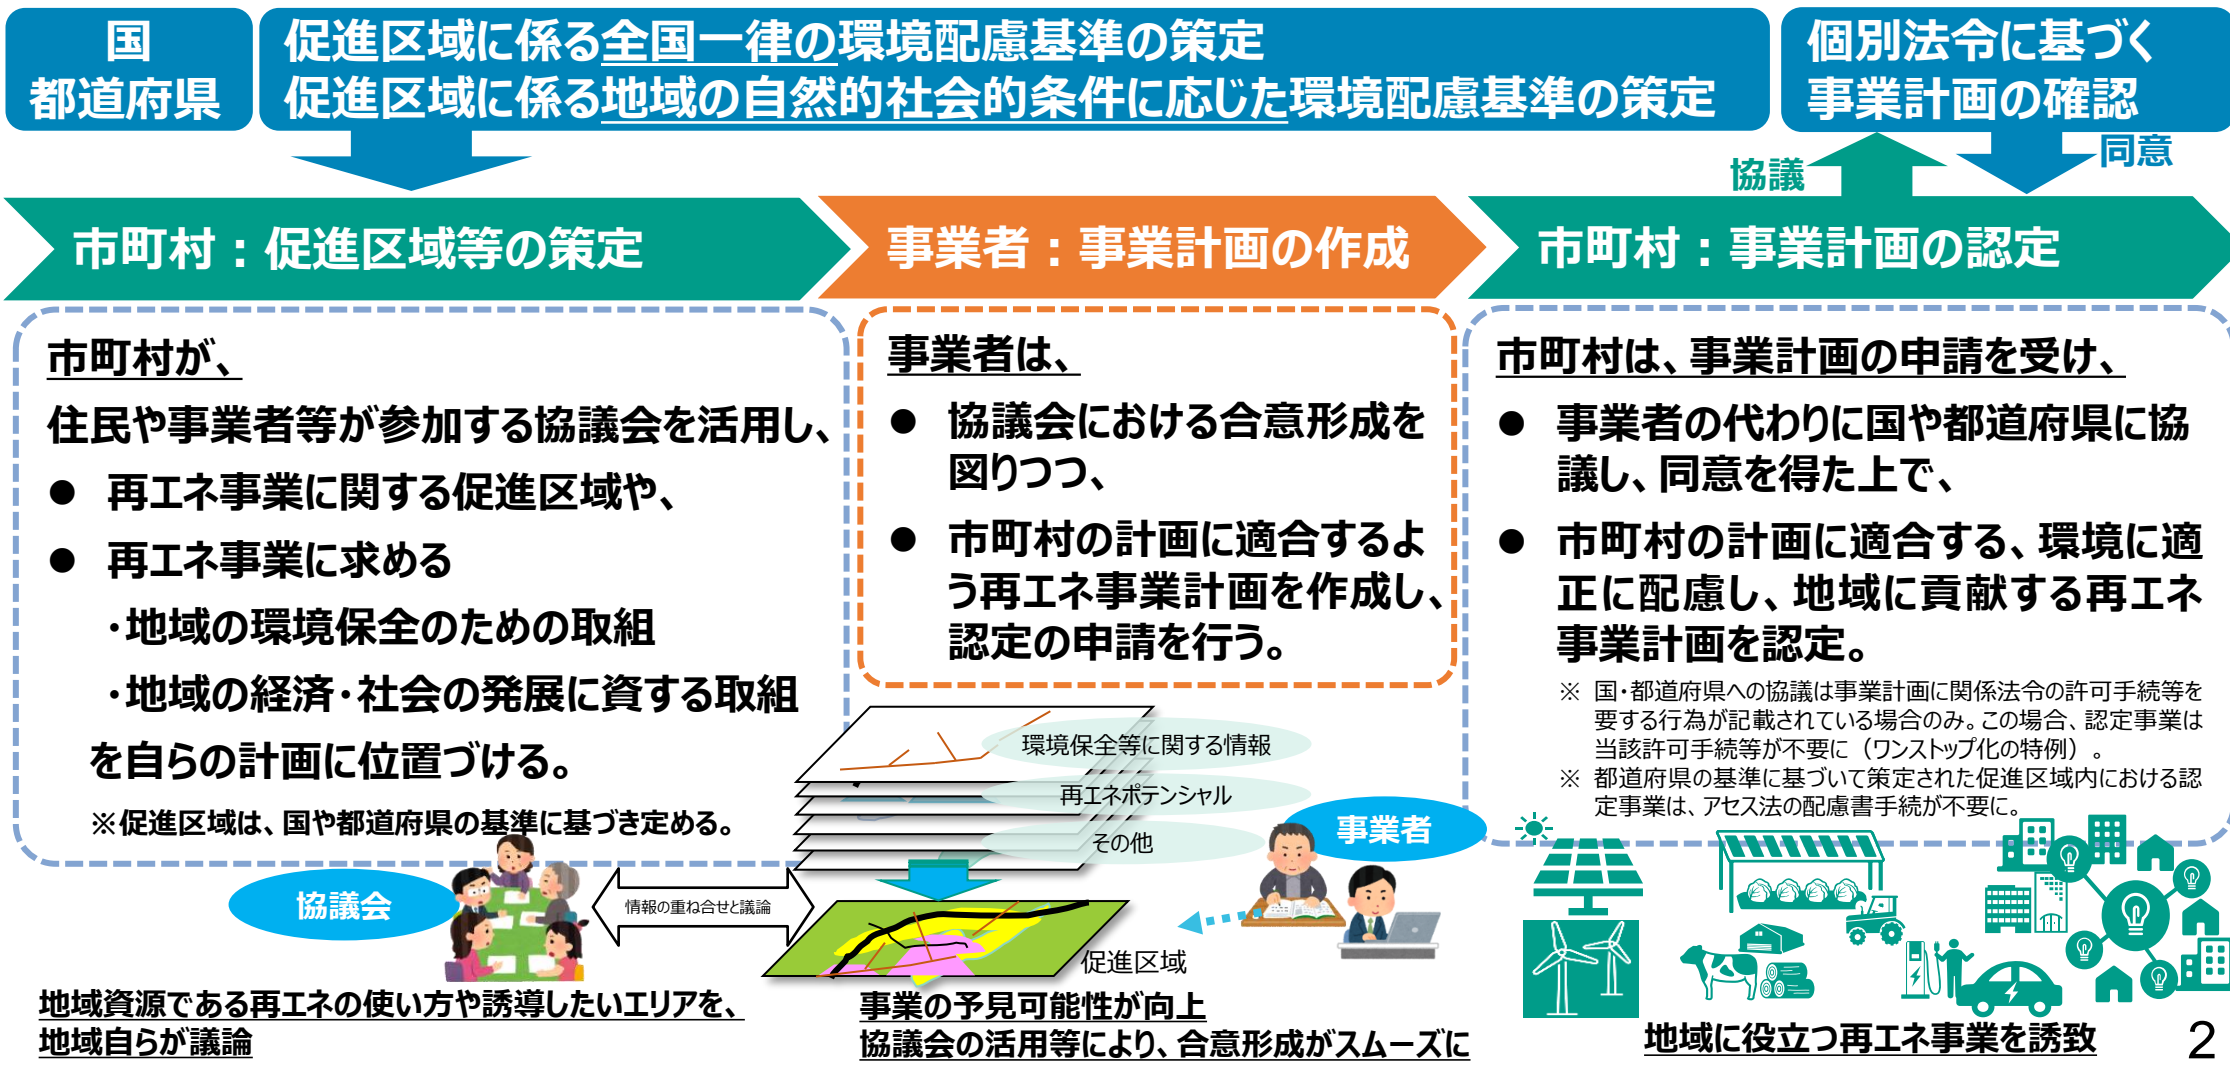 国
都道府県
促進区域に係る全国一律の環境配慮基準の策定
促進区域に係る地域の自然的社会的条件に応じた環境配慮基準の策定
個別法令に基づく
事業計画の確認
協議
同意
市町村：促進区域等の策定
事業者：事業計画の作成
市町村：事業計画の認定
市町村が、
住民や事業者等が参加する協議会を活用し、
● 再エネ事業に関する促進区域や、
● 再エネ事業に求める
・地域の環境保全のための取組
・地域の経済・社会の発展に資する取組
を自らの計画に位置づける。
※促進区域は、国や都道府県の基準に基づき定める。
事業者は、
● 協議会における合意形成を
図りつつ、
● 市町村の計画に適合するよ
う再エネ事業計画を作成し、
認定の申請を行う。
市町村は、事業計画の申請を受け、
● 事業者の代わりに国や都道府県に協
議し、同意を得た上で、
● 市町村の計画に適合する、環境に適
正に配慮し、地域に貢献する再エネ
事業計画を認定。
※ 国・都道府県への協議は事業計画に関係法令の許可手続等を
要する行為が記載されている場合のみ。この場合、認定事業は
当該許可手続等が不要に（ワンストップ化の特例）。
※ 都道府県の基準に基づいて策定された促進区域内における認
定事業は、アセス法の配慮書手続が不要に。
環境保全等に関する情報
再エネポテンシャル
その他
事業者
協議会
情報の重ね合せと議論
促進区域
地域資源である再エネの使い方や誘導したいエリアを、
地域自らが議論
事業の予見可能性が向上
協議会の活用等により、合意形成がスムーズに
地域に役立つ再エネ事業を誘致
2